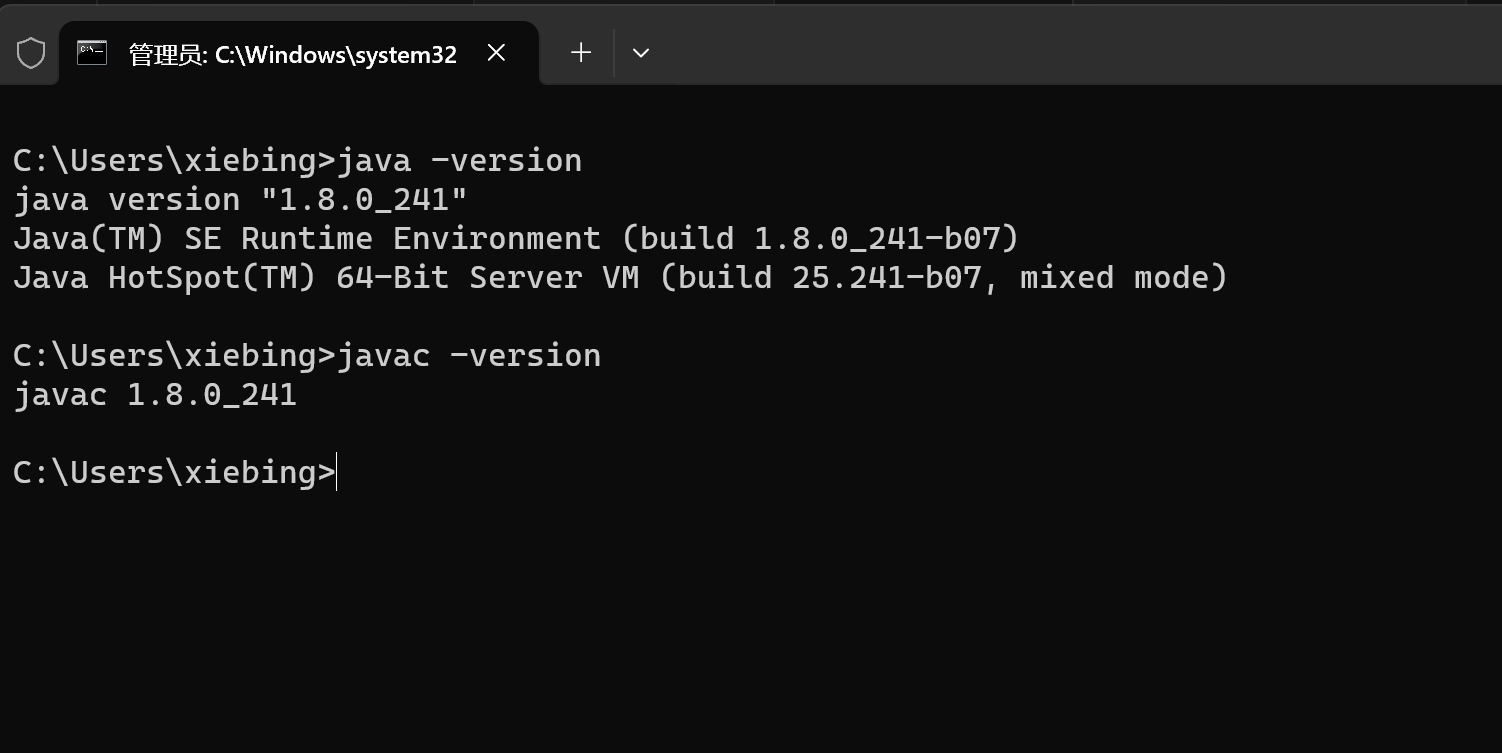 管理员: C:\Windows\system32
C:\Users\xiebing>java -version
java version "1.8.0_241"
Java(TM) SE Runtime Environment (build 1.8.0_241-b07)
Java HotSpot(TM) 64-Bit Server VM (build 25.241-b07, mixed mode)
C:\Users\xiebing>javac -version
javac 1.8.0_241
C:\Users\xiebing>